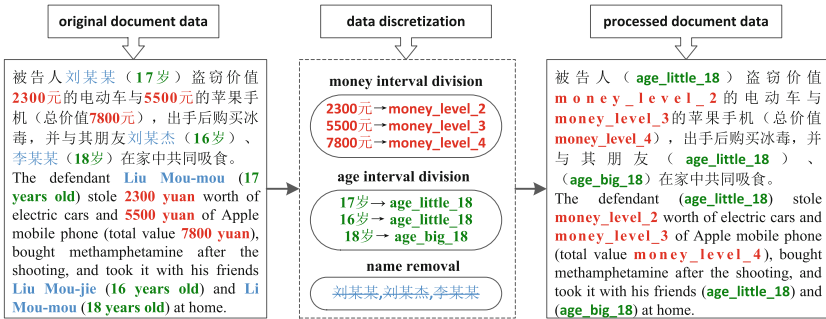 original document data
被告人刘某某（17岁）盗窃价值
2300元的电动车与5500元的苹果
手机（总价值7800元），出手后购买冰
毒，并与其朋友刘某杰（16岁）、
李某某（18岁）在家中共同吸食。
The defendant Liu Mou-mou (17
years old) stole 2300 yuan worth of
electric cars and 5500 yuan of Apple
mobile phone (total value 7800 yuan),
bought methamphetamine after the
shooting, and took it with his friends
Liu Mou-jie (16 years old) and Li
Mou-mou (18 years old) at home.
data discretization
money interval division
2300元→money_level_2
5500元→money_level_3
7800元→money_level_4
age interval division
17岁→age_little_18
16岁→age_little_18
18岁→age_big_18
name removal
刘某某,刘某杰,李某某
processed document data
被告人（age_little_18）盗窃价值
money_level_2的电动车与
money_level_3的苹果手机（总价值
money_level_4），出手后购买冰毒，并
与其朋友（age_little_18）、
（age_big_18）在家中共同吸食。
The defendant (age_little_18) stole
money_level_2 worth of electric cars and
money_level_3 of Apple mobile phone
(total value money_level_4), bought
methamphetamine after the shooting, and
took it with his friends (age_little_18) and
(age_big_18) at home.